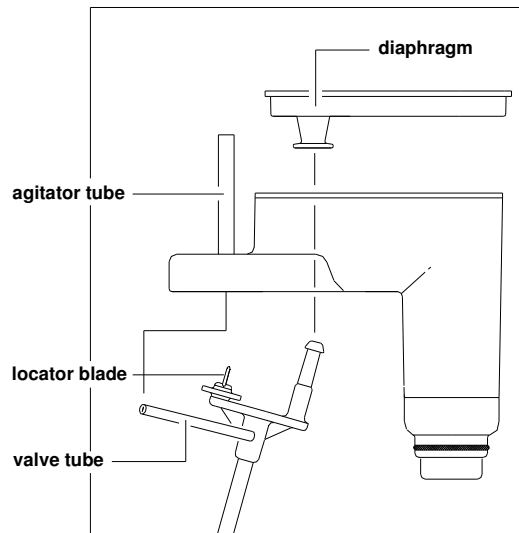 diaphragm
agitator tube
locator blade
valve tube